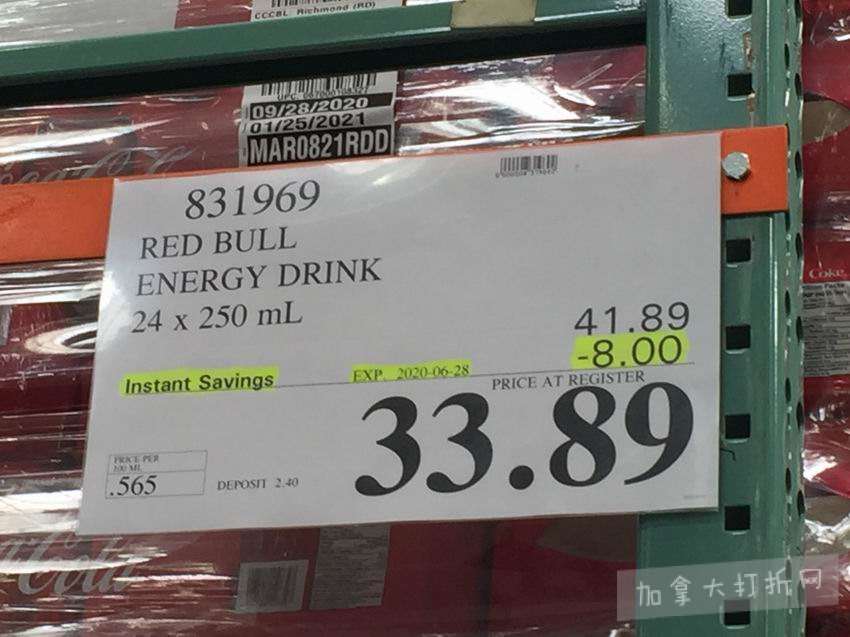 CCCBL Richmond (RD)
09/28/2020
01/25/2021
MAR0821RDD
831969
RED BULL
ENERGY DRINK
24 x 250 mL
41.89
-8.00
Instant Savings
EXP. 2020-06-28
PRICE AT REGISTER
33.89
PRICE PER
100 ML
.565
DEPOSIT 2.40
Coke
Cola
加拿大打折网